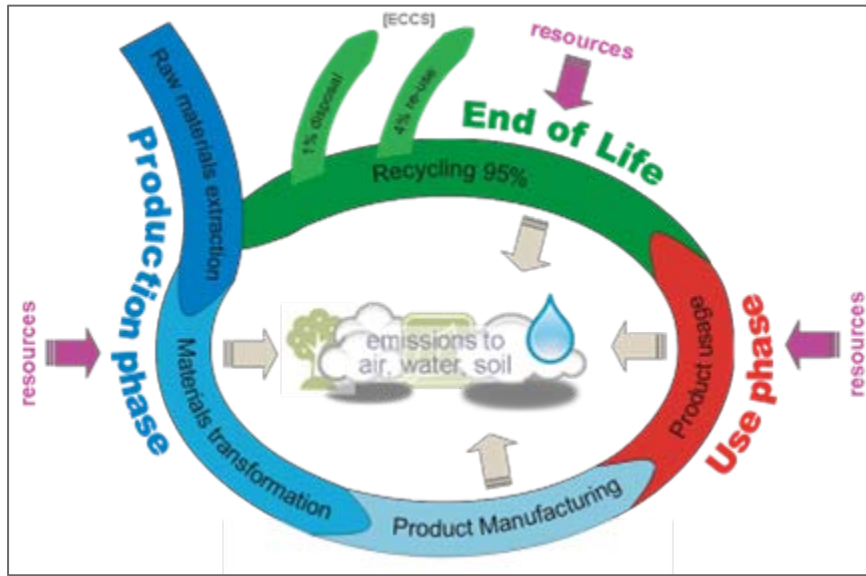 [ECCS]
resources
Raw materials extraction
1% disposal
4% re-use
End of Life
Recycling 95%
Production phase
resources
emissions to
air, water, soil
Product usage
Use phase
resources
Materials transformation
Product Manufacturing